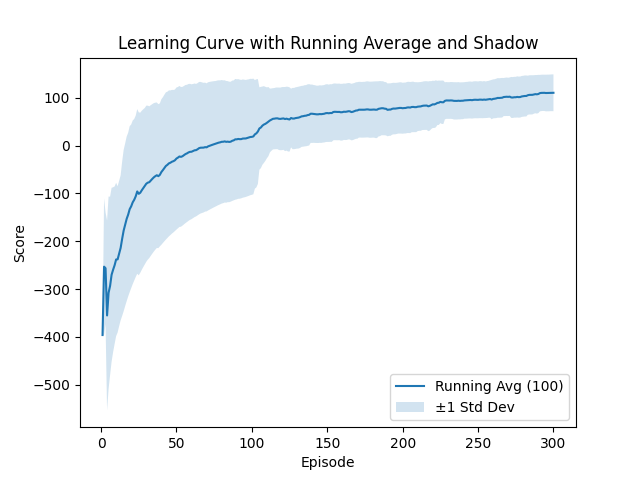 Learning Curve with Running Average and Shadow
100
0
−100
−200
−300
−400
−500
Score
0 50 100 150 200 250 300
Episode
Running Avg (100)
±1 Std Dev